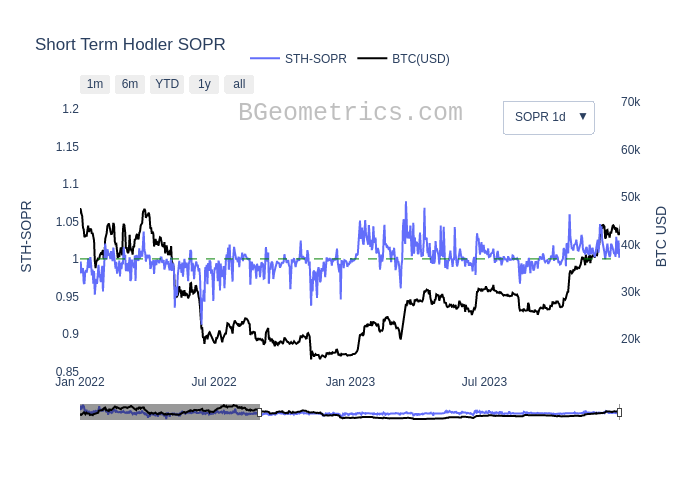 Short Term Hodler SOPR
STH-SOPR BTC(USD)
1m 6m YTD 1y all
BGeometrics.com
SOPR 1d ▼
1.2
1.15
1.1
1.05
1
0.95
0.9
0.85
STH-SOPR
70k
60k
50k
40k
30k
20k
BTC USD
Jan 2022 Jul 2022 Jan 2023 Jul 2023